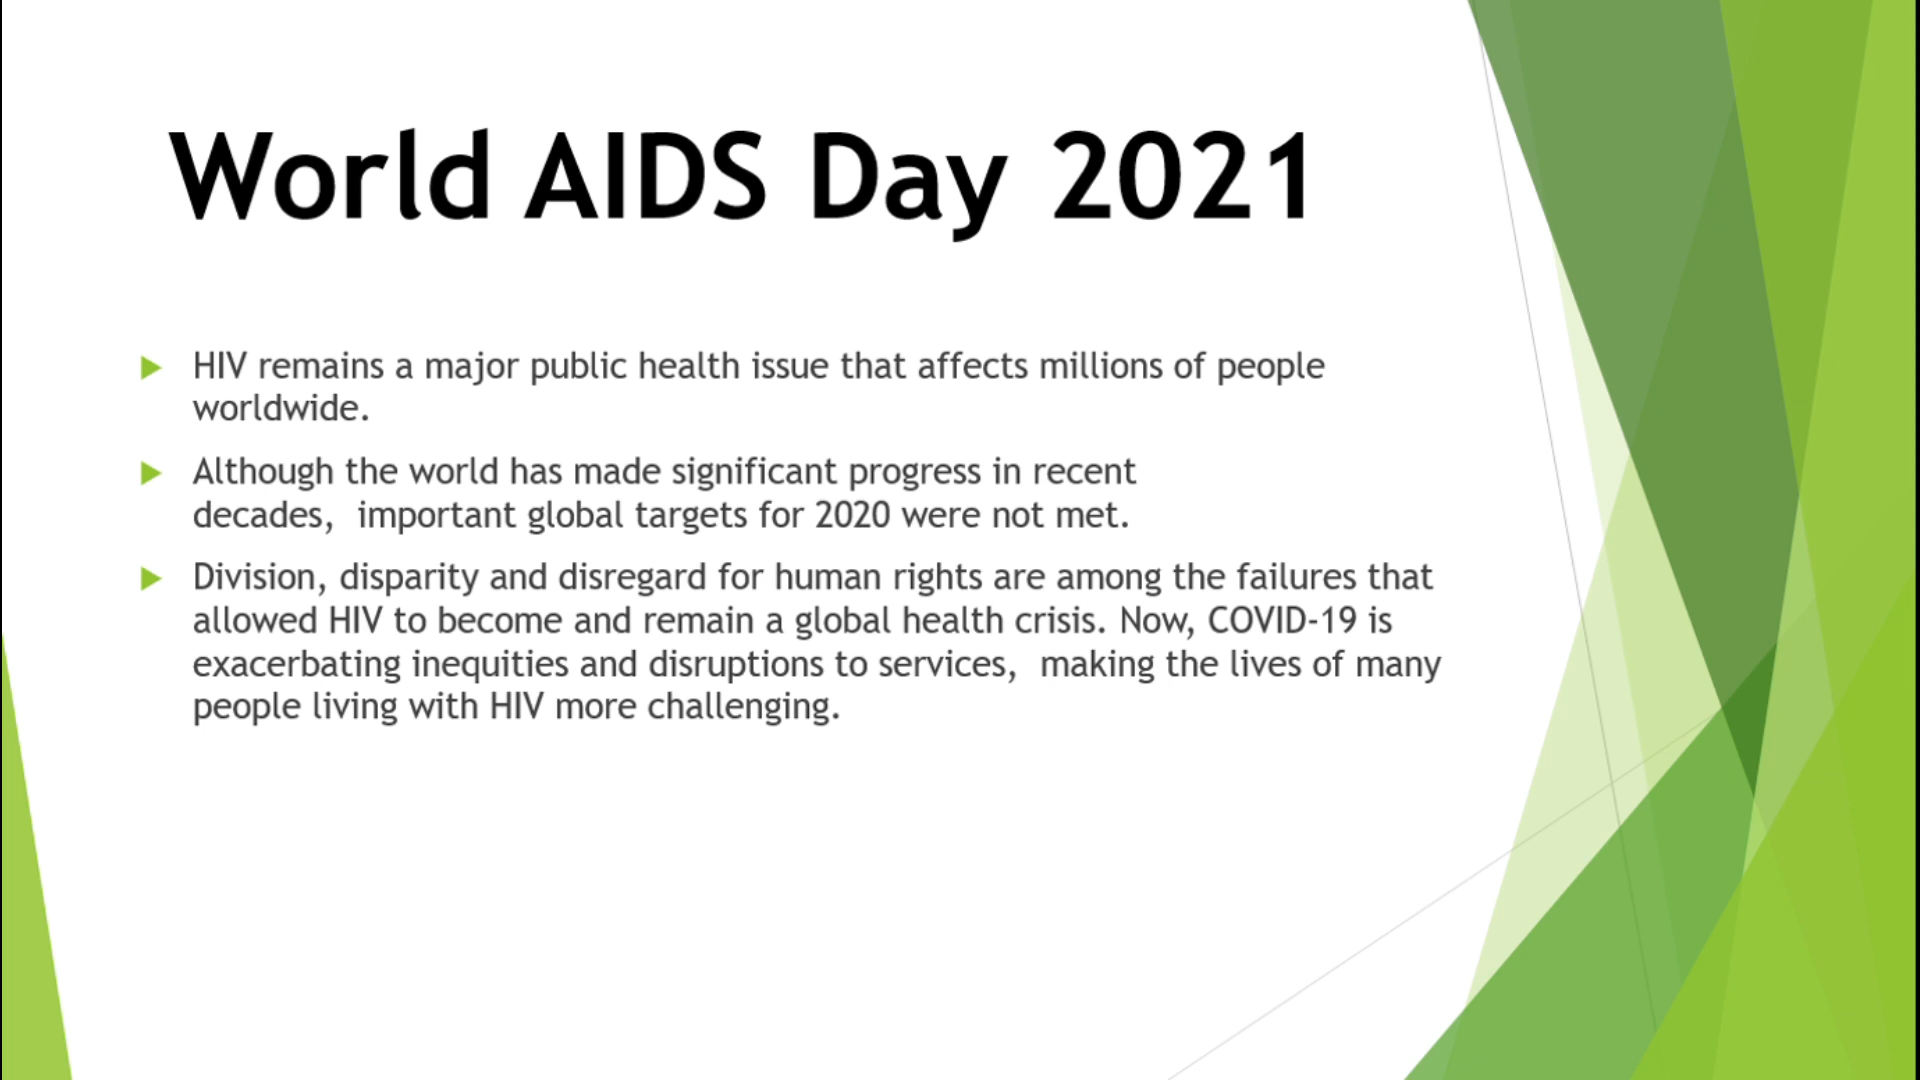 World AIDS Day 2021
HIV remains a major public health issue that affects millions of people
worldwide.
Although the world has made significant progress in recent
decades,  important global targets for 2020 were not met.
Division, disparity and disregard for human rights are among the failures that
allowed HIV to become and remain a global health crisis. Now, COVID-19 is
exacerbating inequities and disruptions to services,  making the lives of many
people living with HIV more challenging.